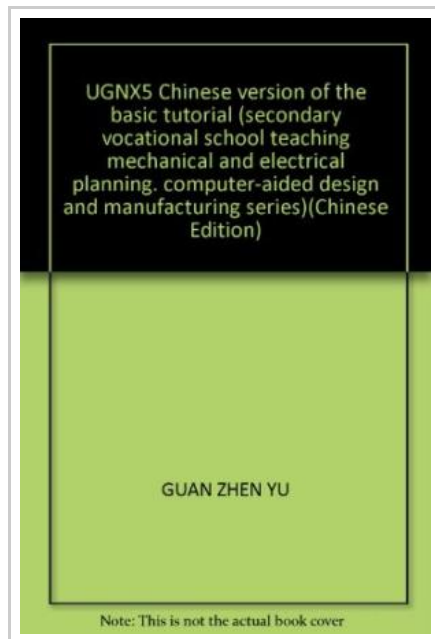 UGNX5 Chinese version of the
basic tutorial (secondary
vocational school teaching
mechanical and electrical
planning. computer-aided design
and manufacturing series)(Chinese
Edition)
GUAN ZHEN YU
Note: This is not the actual book cover